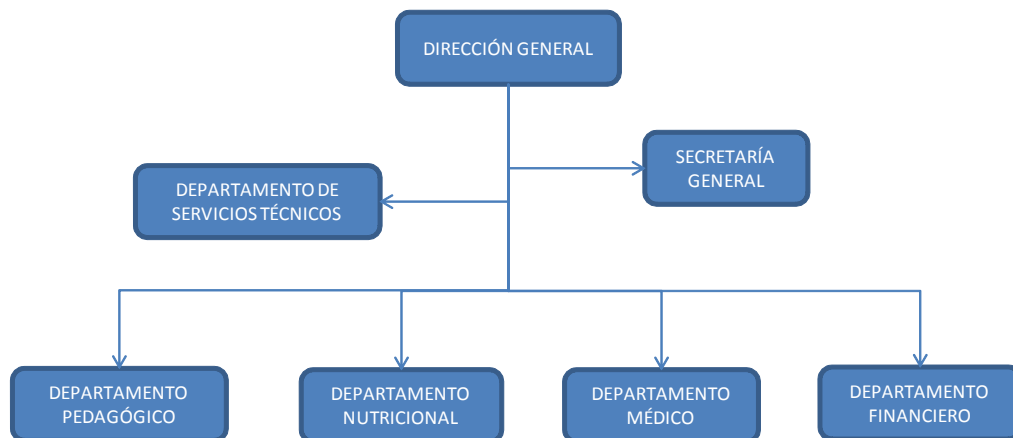 DIRECCIÓN GENERAL
SECRETARÍA
GENERAL
DEPARTAMENTO DE
SERVICIOS TÉCNICOS
DEPARTAMENTO
PEDAGÓGICO
DEPARTAMENTO
NUTRICIONAL
DEPARTAMENTO
MÉDICO
DEPARTAMENTO
FINANCIERO